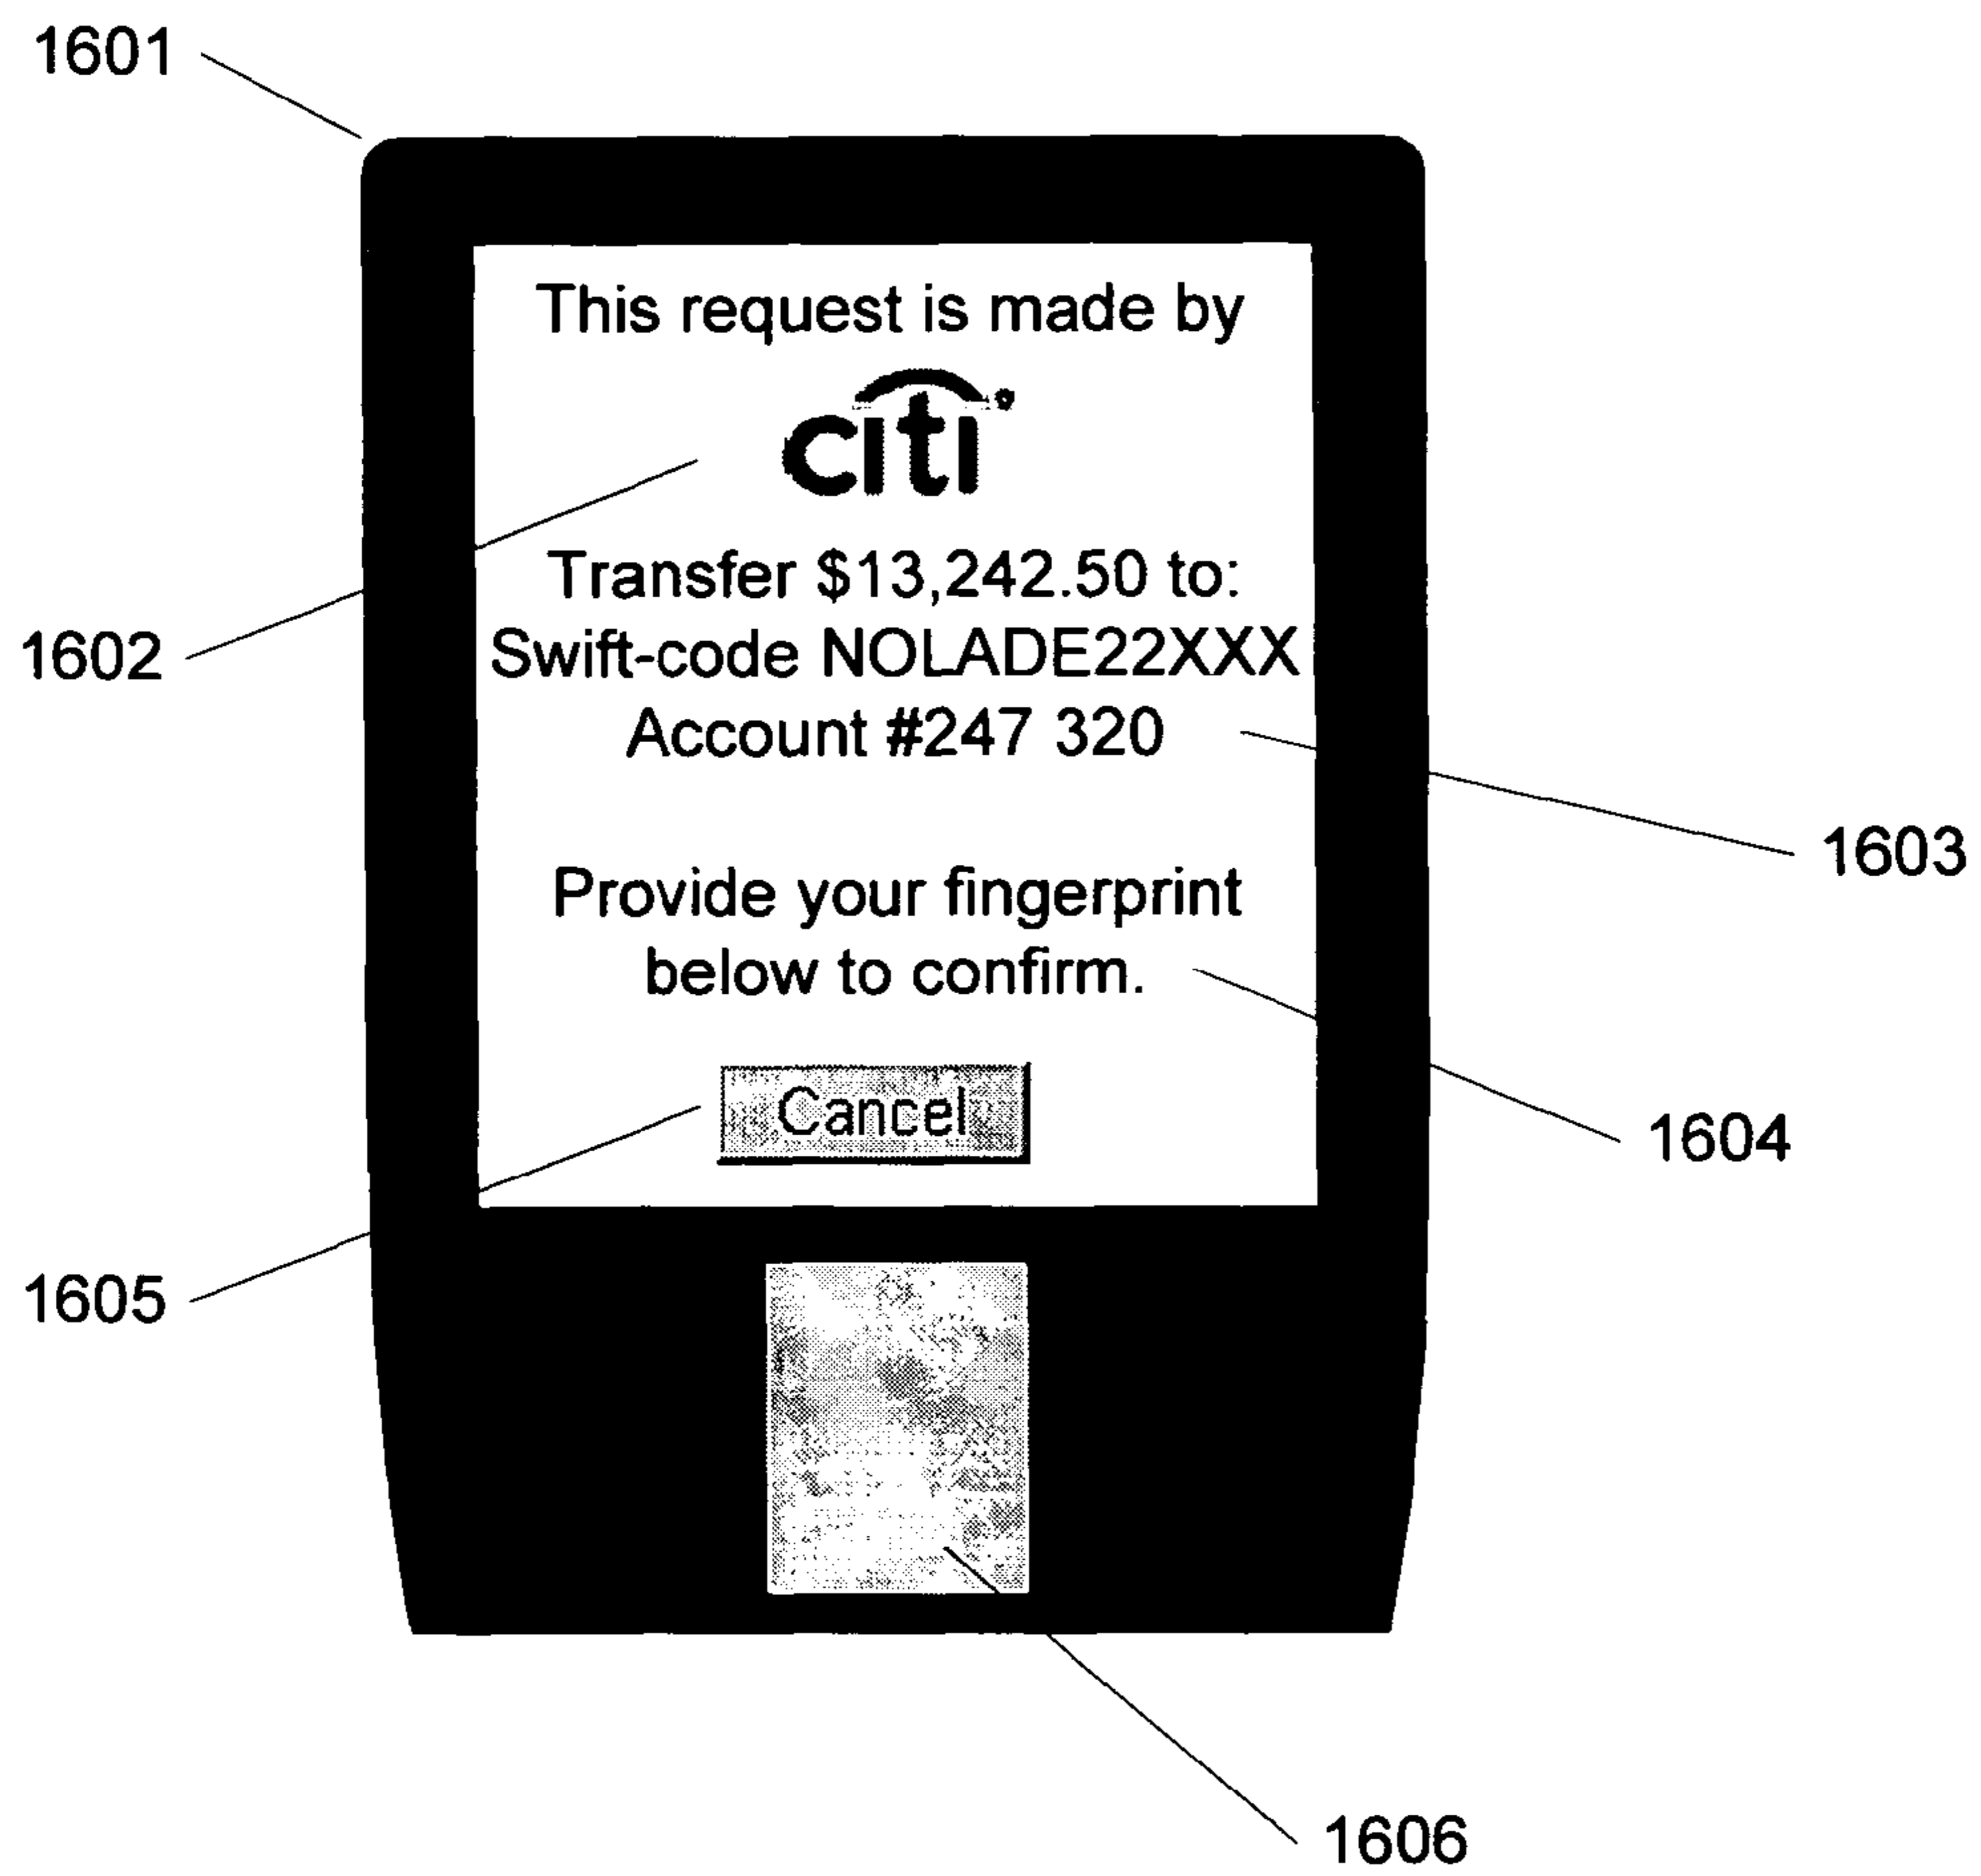 1601
This request is made by
citi
Transfer $13,242.50 to:
1602
Swift-code NOLADE22XXX
Account #247 320
1603
Provide your fingerprint
below to confirm.
Cancel
1604
1605
1606